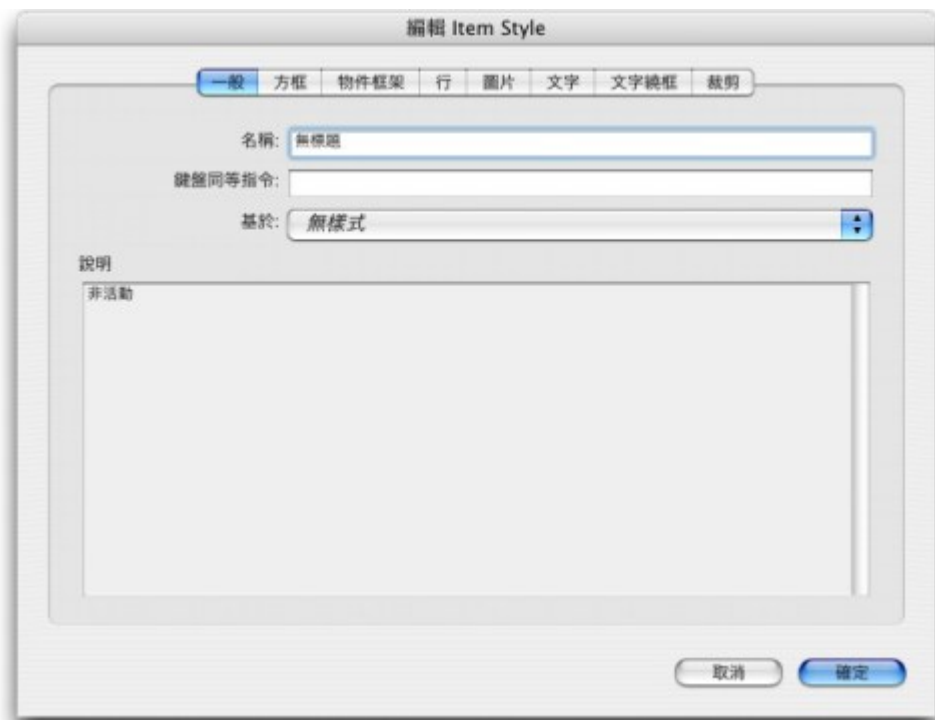 編輯 Item Style
一般 方框 物件框架 行 圖片 文字 文字繞框 裁剪
名稱: 無標題
鍵盤同等指令:
基於: 無樣式
說明
非活動
取消 確定